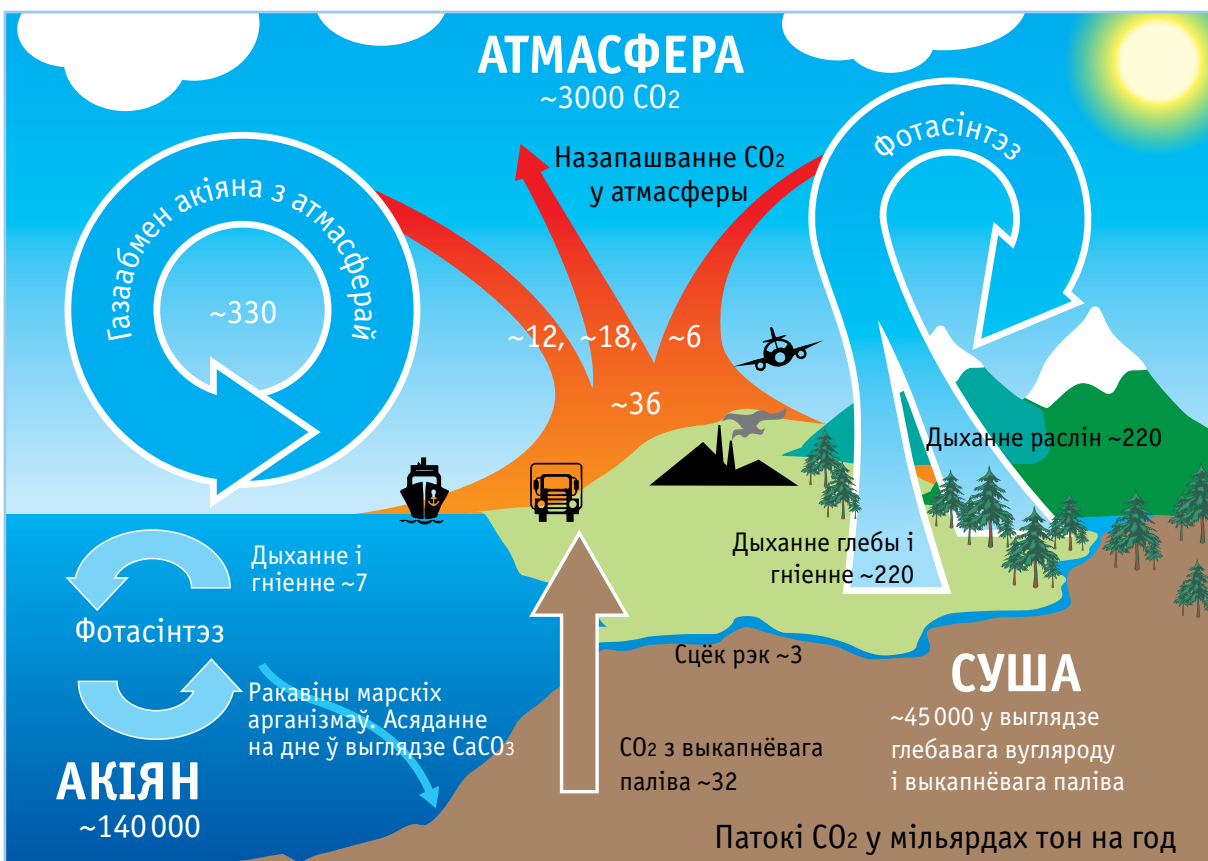 АТМАСФЕРА
~3000 CO2
Назапашванне CO2
у атмасферы
Фотасінтэз
Газаабмен акіяна з атмасферай
~330
~12, ~18, ~6
~36
Дыханне раслін ~220
Дыханне глебы і
гніенне ~220
Дыханне і
гніенне ~7
Фотасінтэз
Ракавіны марскіх
арганізмаў. Асяданне
на дне ў выглядзе CaCO3
АКІЯН
~140 000
Сцёк рэк ~3
CO2 з выкапнёвага
паліва ~32
СУША
~45 000 у выглядзе
глебавага вугляроду
і выкапнёвага паліва
Патокі CO2 у мільярдах тон на год